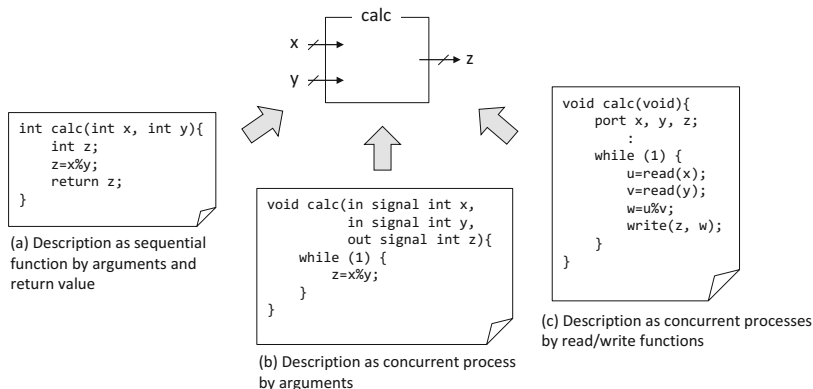 calc
x
y
z
int calc(int x, int y){
    int z;
    z=x%y;
    return z;
}
(a) Description as sequential
function by arguments and
return value
void calc(in signal int x,
          in signal int y,
          out signal int z){
    while (1) {
        z=x%y;
    }
}
(b) Description as concurrent process
by arguments
void calc(void){
    port x, y, z;
        :
    while (1) {
        u=read(x);
        v=read(y);
        w=u%v;
        write(z, w);
    }
}
(c) Description as concurrent processes
by read/write functions